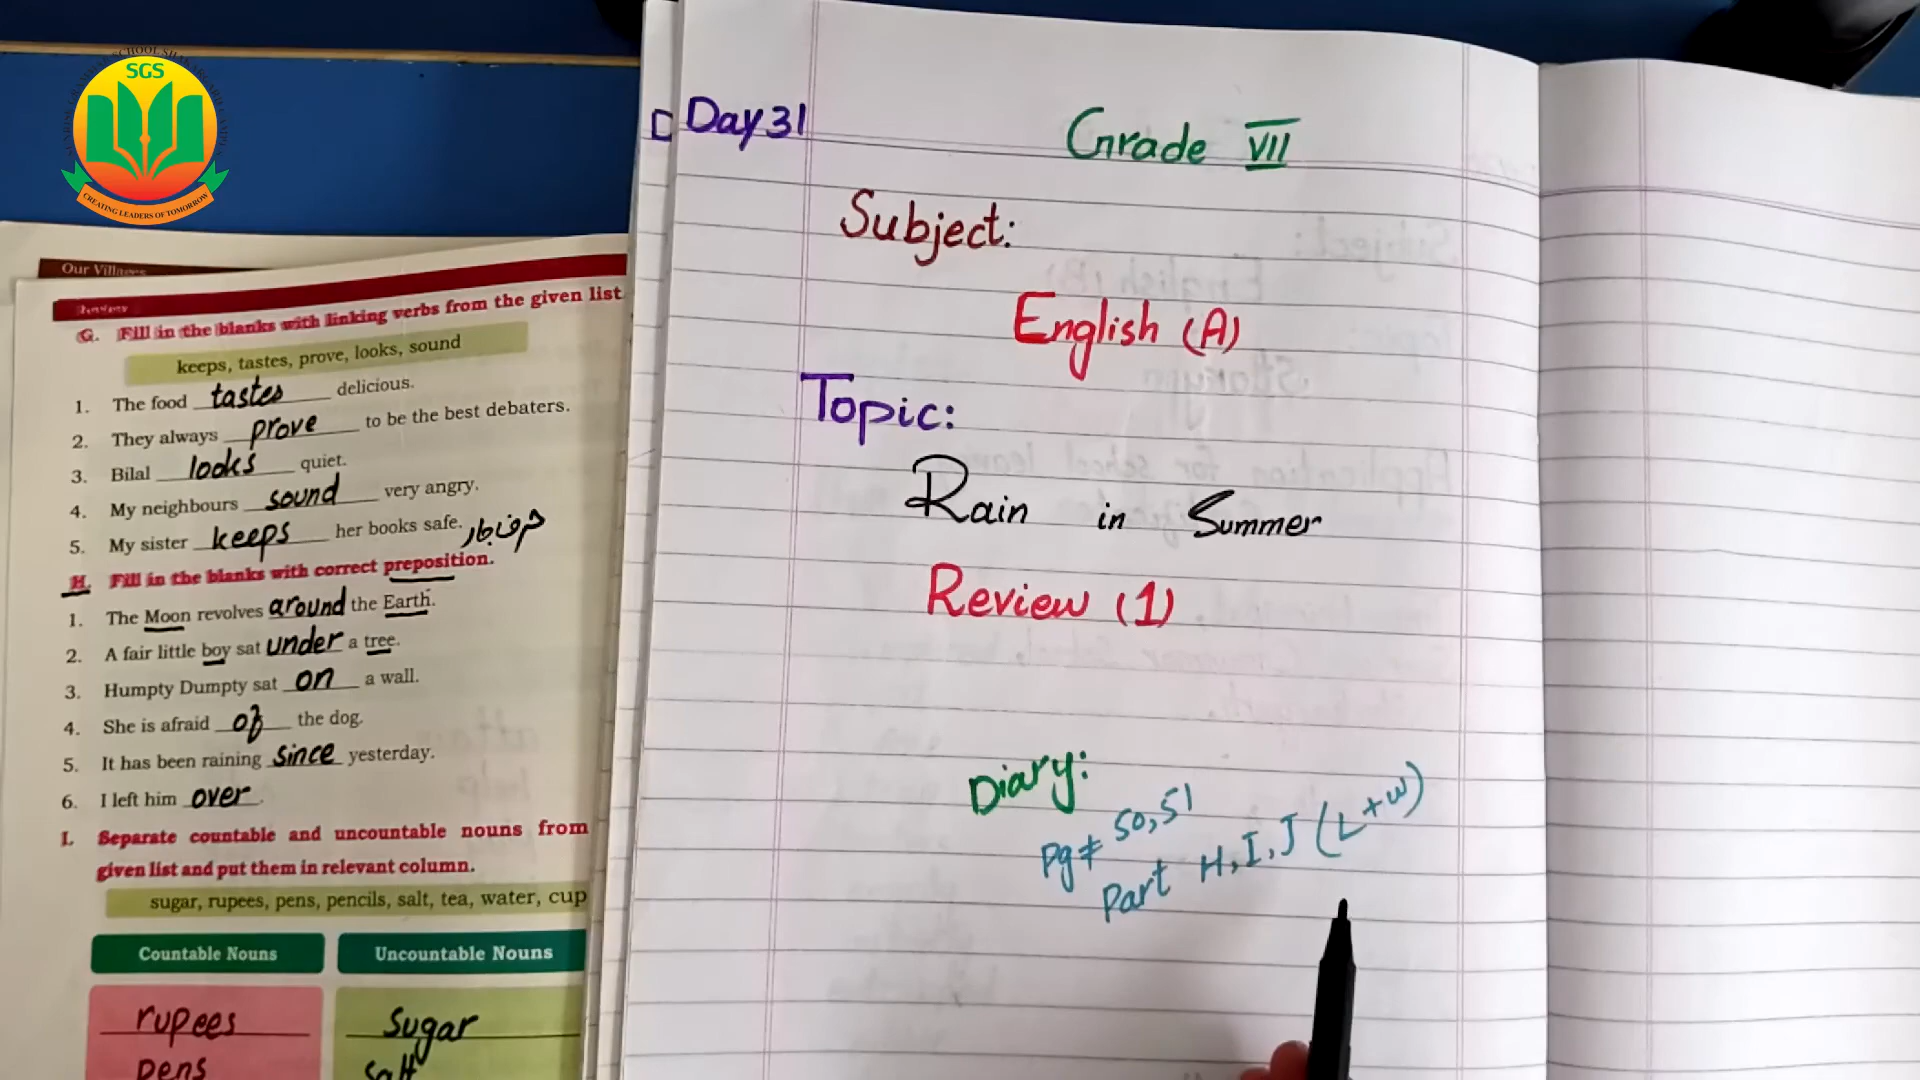 SGS
CREATING LEADERS OF TOMORROW
Our Villages
Review
G. Fill in the blanks with linking verbs from the given list
keeps, tastes, prove, looks, sound
1. The food tastes delicious.
2. They always prove to be the best debaters.
3. Bilal looks quiet.
4. My neighbours sound very angry.
5. My sister keeps her books safe. حرف جار
H. Fill in the blanks with correct preposition.
1. The Moon revolves around the Earth.
2. A fair little boy sat under a tree.
3. Humpty Dumpty sat on a wall.
4. She is afraid of the dog.
5. It has been raining since yesterday.
6. I left him over.
I. Separate countable and uncountable nouns from
given list and put them in relevant column.
sugar, rupees, pens, pencils, salt, tea, water, cup
Countable Nouns Uncountable Nouns
rupees sugar
pens salt
Day 31
Grade VII
Subject:
English (A)
Topic:
Rain in Summer
Review (1)
Diary:
Pg# 50,51
Part H, I, J (L+W)